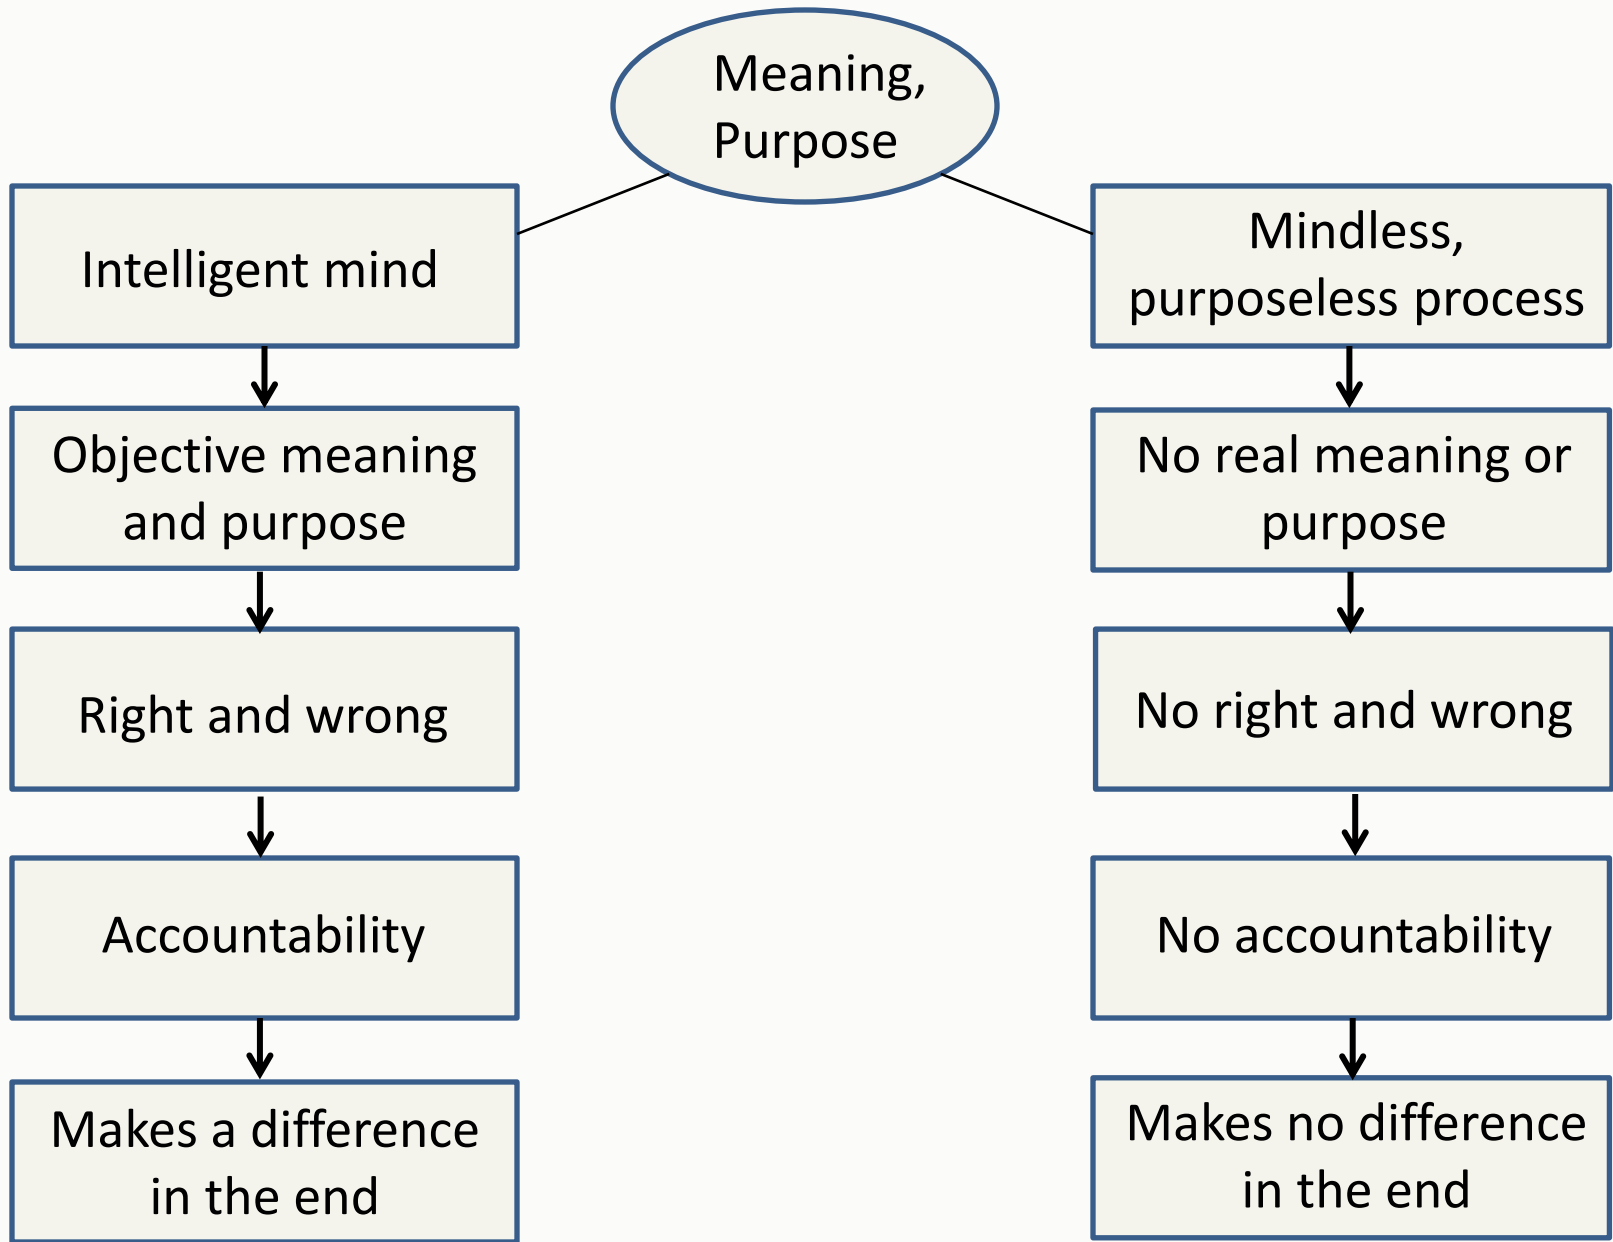 Meaning,
Purpose
Intelligent mind
Objective meaning
and purpose
Right and wrong
Accountability
Makes a difference
in the end
Mindless,
purposeless process
No real meaning or
purpose
No right and wrong
No accountability
Makes no difference
in the end